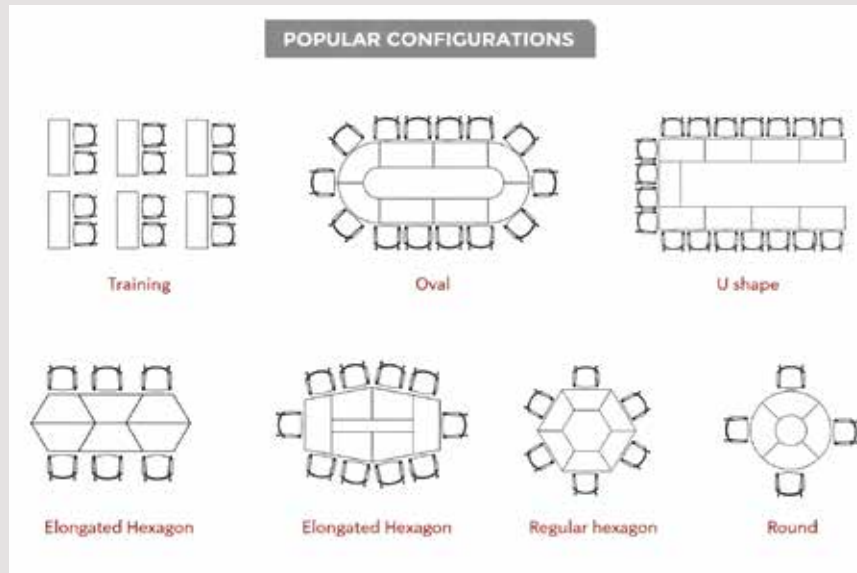 POPULAR CONFIGURATIONS
Training
Oval
U shape
Elongated Hexagon
Elongated Hexagon
Regular hexagon
Round